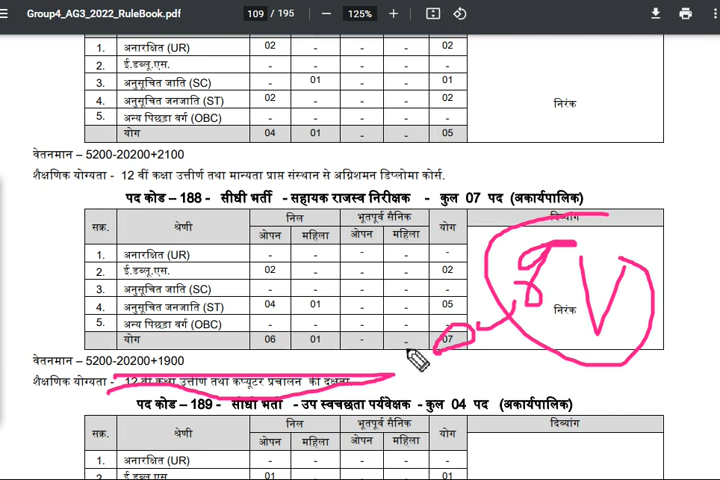 Group4_AG3_2022_RuleBook.pdf 109 / 195 125%
1. अनारक्षित (UR) 02 - - - 02
2. ई.डब्लू.एस. - - - - -
3. अनुसूचित जाति (SC) - 01 - - 01
4. अनुसूचित जनजाति (ST) 02 - - - 02 निरंक
5. अन्य पिछड़ा वर्ग (OBC) - - - - -
योग 04 01 - - 05
वेतनमान – 5200-20200+2100
शैक्षणिक योग्यता - 12 वीं कक्षा उत्तीर्ण तथा मान्यता प्राप्त संस्थान से अग्निशमन डिप्लोमा कोर्स.
पद कोड – 188 - सीधी भर्ती - सहायक राजस्व निरीक्षक - कुल 07 पद (अकार्यपालिक)
सक्र. श्रेणी निल भूतपूर्व सैनिक योग दिव्यांग
ओपन महिला ओपन महिला
1. अनारक्षित (UR) - - - - -
2. ई.डब्लू.एस. 02 - - - 02
3. अनुसूचित जाति (SC) - - - - -
4. अनुसूचित जनजाति (ST) 04 01 - - 05 निरंक
5. अन्य पिछड़ा वर्ग (OBC) - - - - -
योग 06 01 - - 07
वेतनमान – 5200-20200+1900
शैक्षणिक योग्यता - 12 वीं कक्षा उत्तीर्ण तथा कंप्यूटर प्रचालन की दक्षता
पद कोड – 189 - सीधी भर्ती - उप स्वच्छता पर्यवेक्षक - कुल 04 पद (अकार्यपालिक)
सक्र. श्रेणी निल भूतपूर्व सैनिक योग दिव्यांग
ओपन महिला ओपन महिला
1. अनारक्षित (UR) - - - - -
2. ई.डब्लू.एस. 01 - - - 01